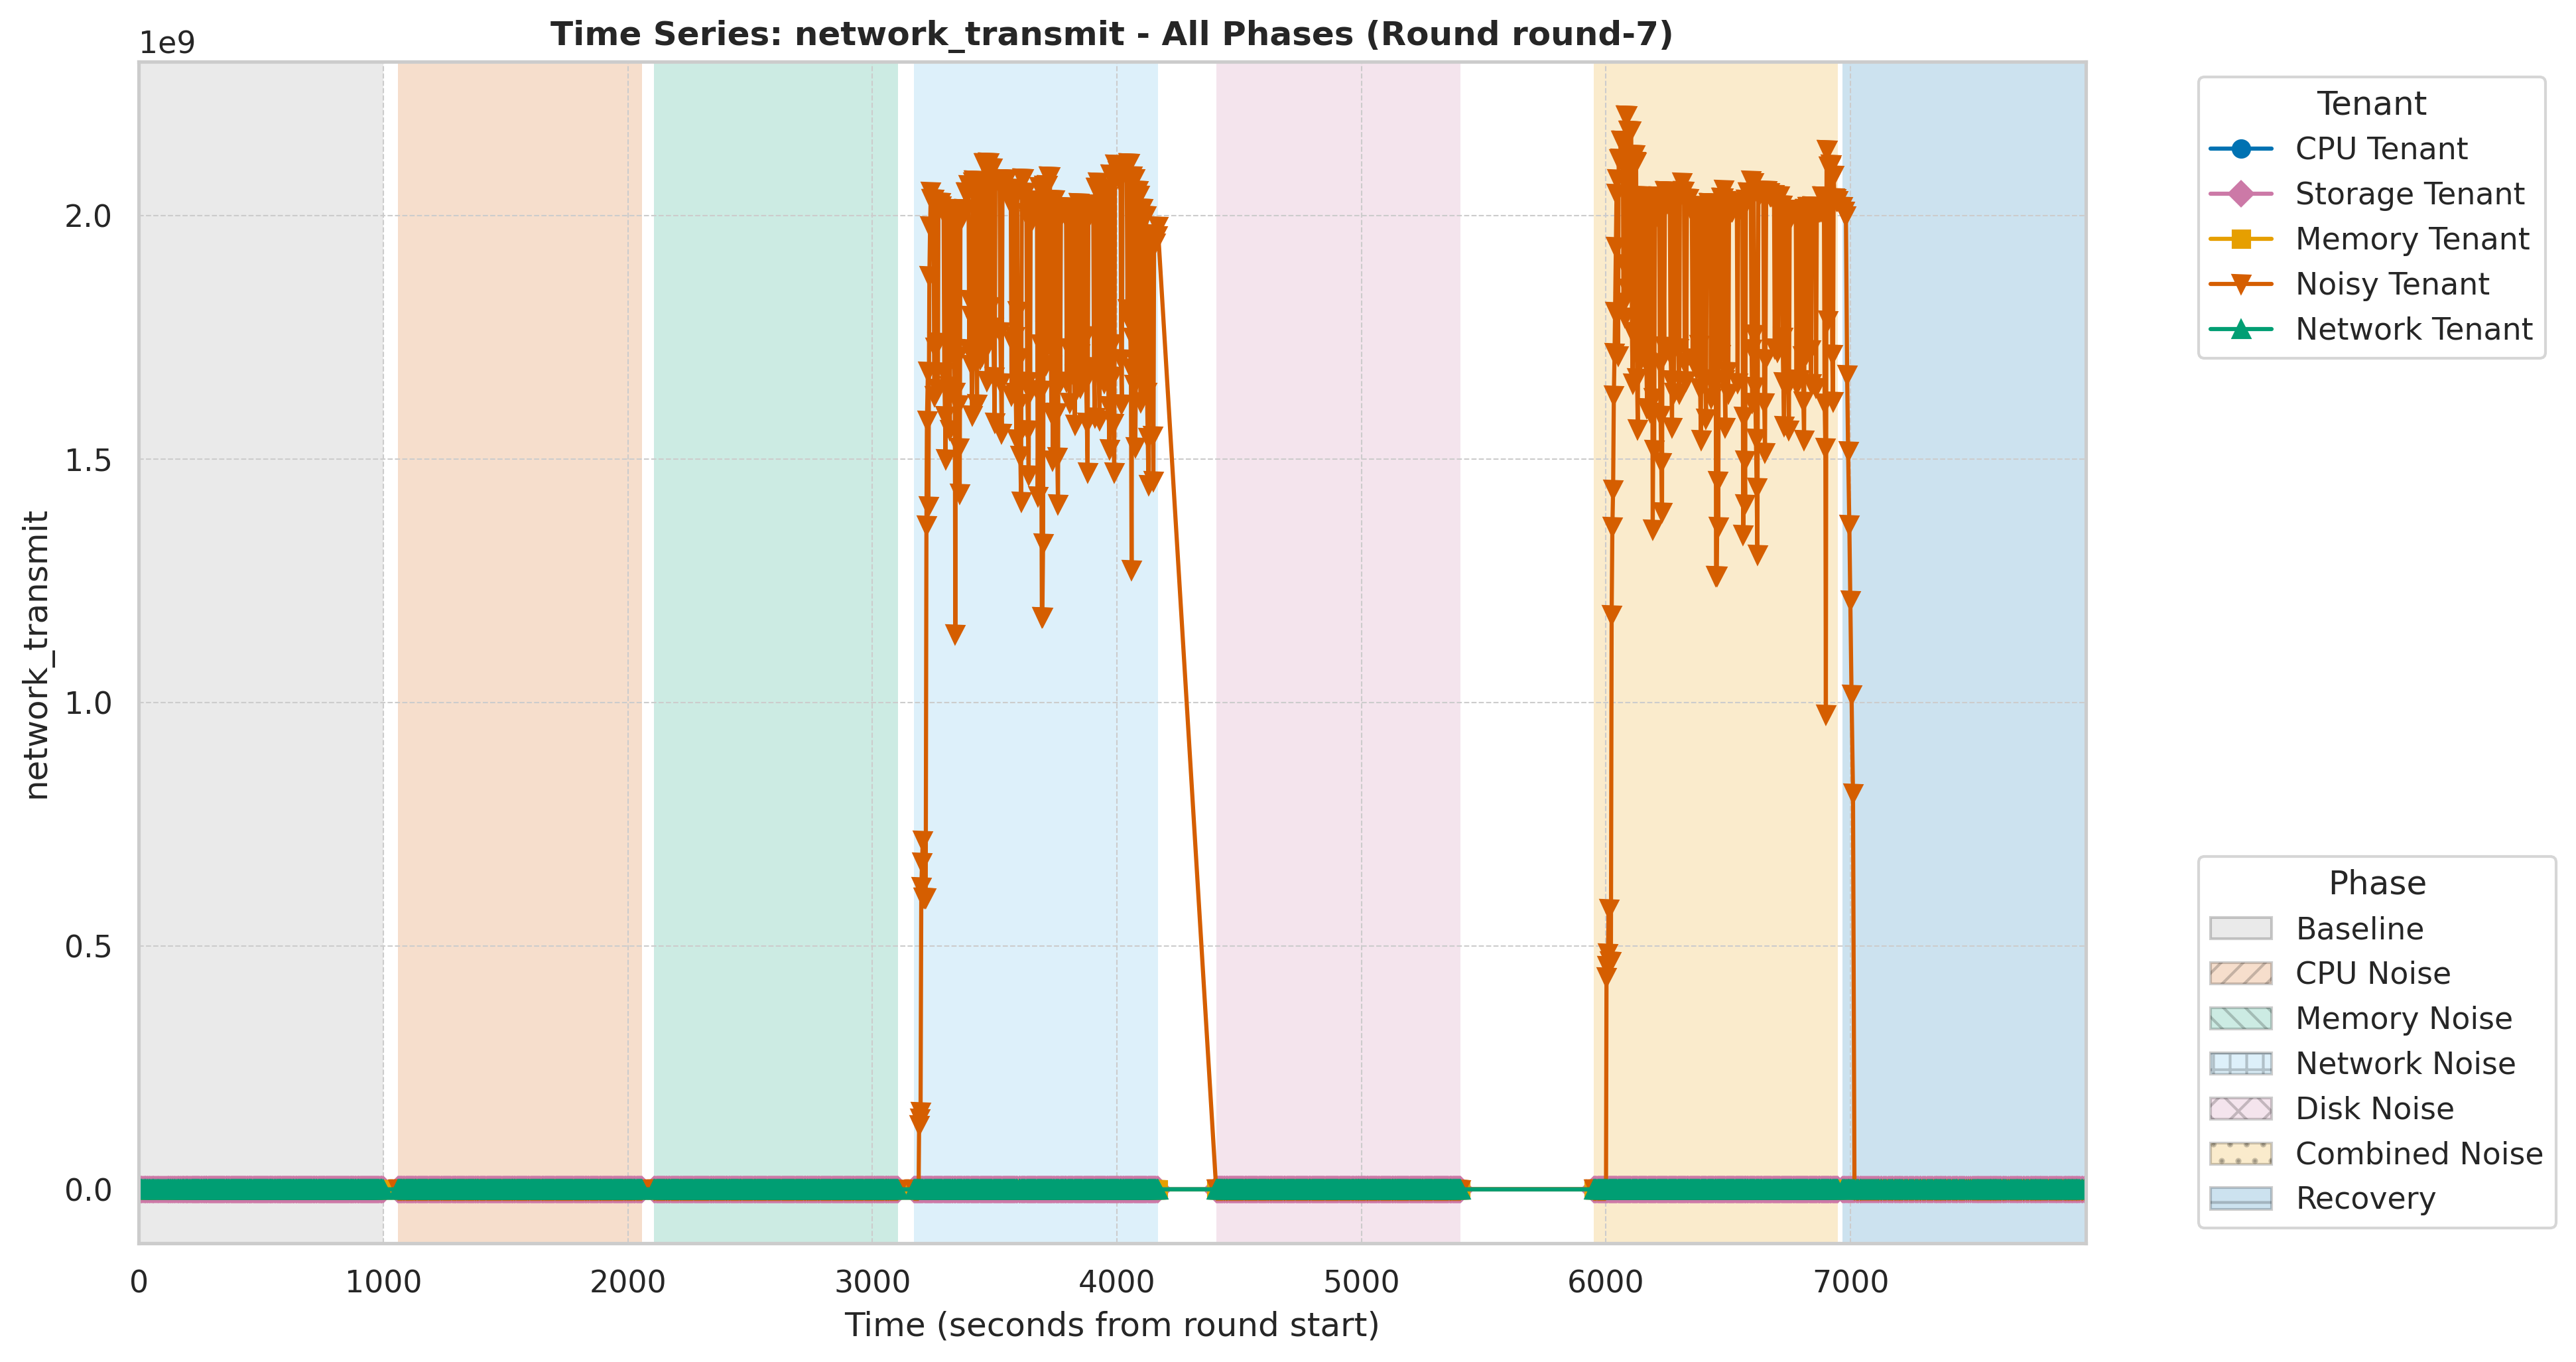 Time Series: network_transmit - All Phases (Round round-7)
1e9
network_transmit
2.0
1.5
1.0
0.5
0.0
0
1000
2000
3000
4000
5000
6000
7000
Time (seconds from round start)
Tenant
CPU Tenant
Storage Tenant
Memory Tenant
Noisy Tenant
Network Tenant
Phase
Baseline
CPU Noise
Memory Noise
Network Noise
Disk Noise
Combined Noise
Recovery